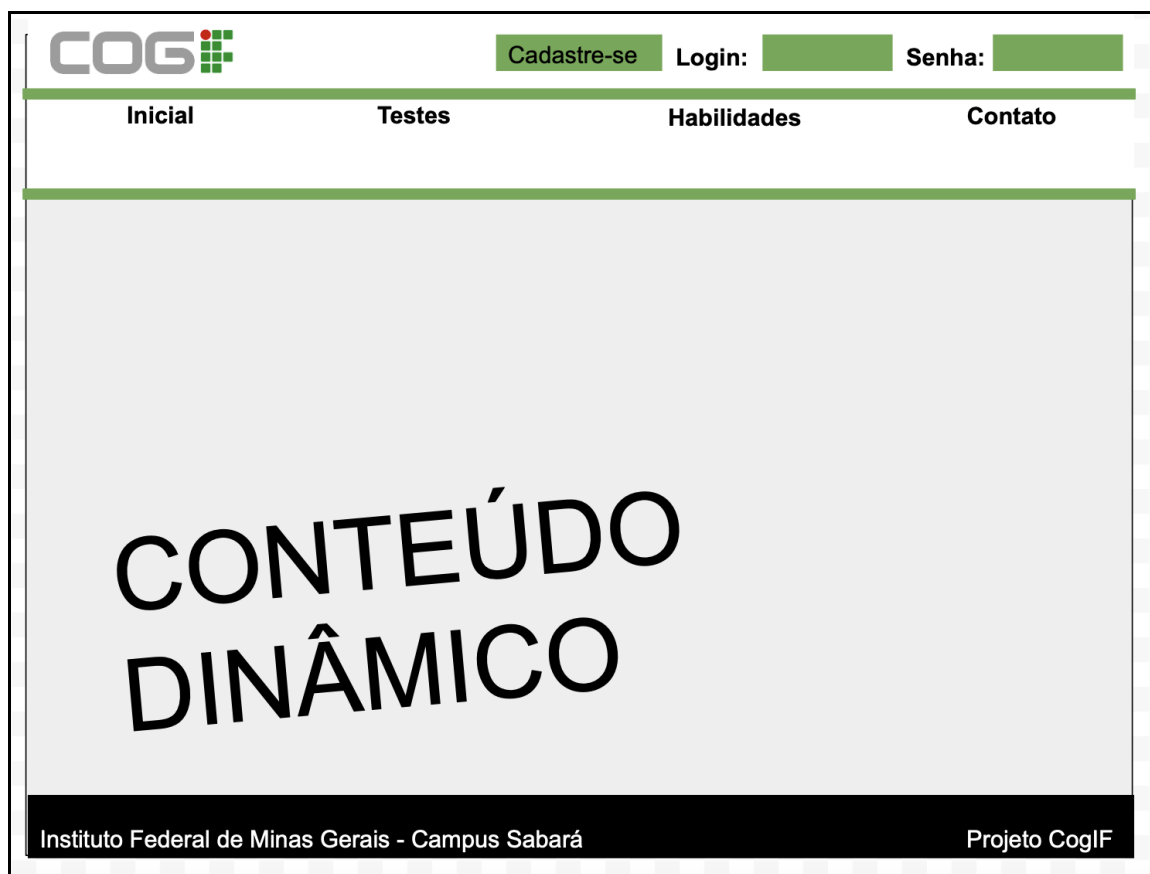 COGIF
Cadastre-se Login: Senha:
Inicial Testes Habilidades Contato
CONTEÚDO
DINÂMICO
Instituto Federal de Minas Gerais - Campus Sabará Projeto CogIF